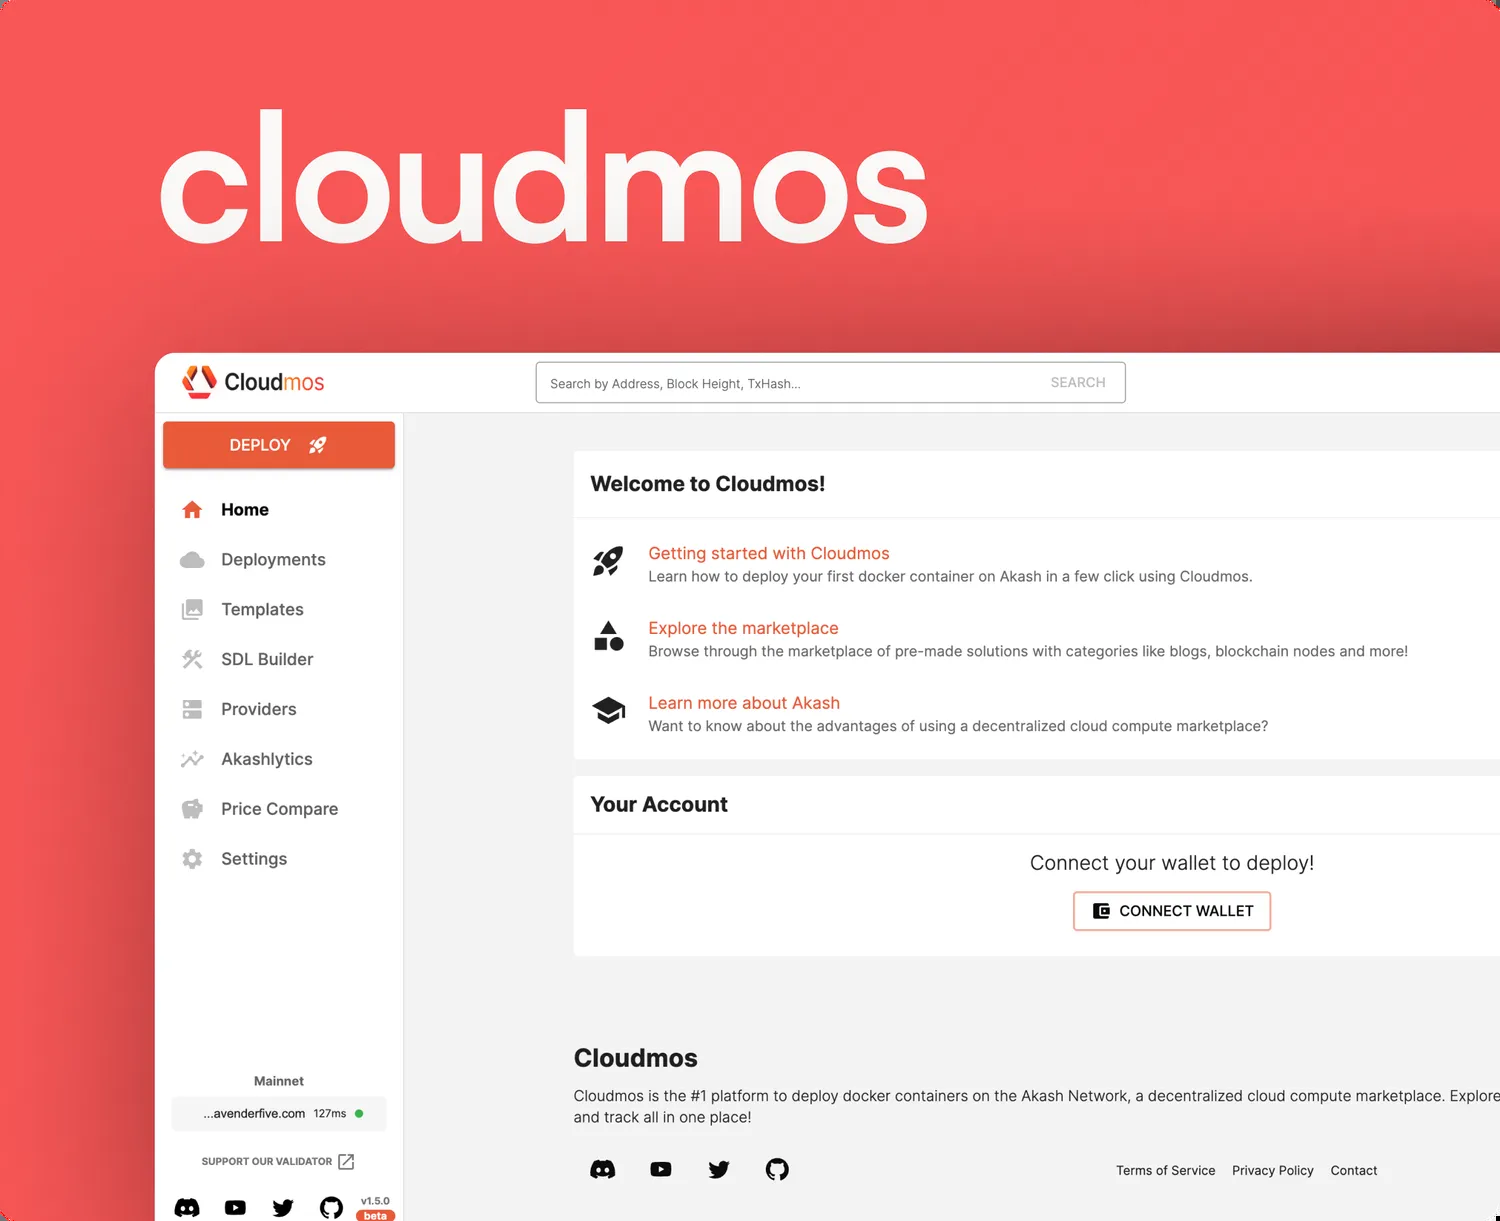 cloudmos
Cloudmos
Search by Address, Block Height, TxHash...
SEARCH
DEPLOY
Home
Deployments
Templates
SDL Builder
Providers
Akashlytics
Price Compare
Settings
Mainnet
...avenderfive.com 127ms
SUPPORT OUR VALIDATOR
v1.5.0
beta
Welcome to Cloudmos!
Getting started with Cloudmos
Learn how to deploy your first docker container on Akash in a few click using Cloudmos.
Explore the marketplace
Browse through the marketplace of pre-made solutions with categories like blogs, blockchain nodes and more!
Learn more about Akash
Want to know about the advantages of using a decentralized cloud compute marketplace?
Your Account
Connect your wallet to deploy!
CONNECT WALLET
Cloudmos
Cloudmos is the #1 platform to deploy docker containers on the Akash Network, a decentralized cloud compute marketplace. Explore
and track all in one place!
Terms of Service Privacy Policy Contact